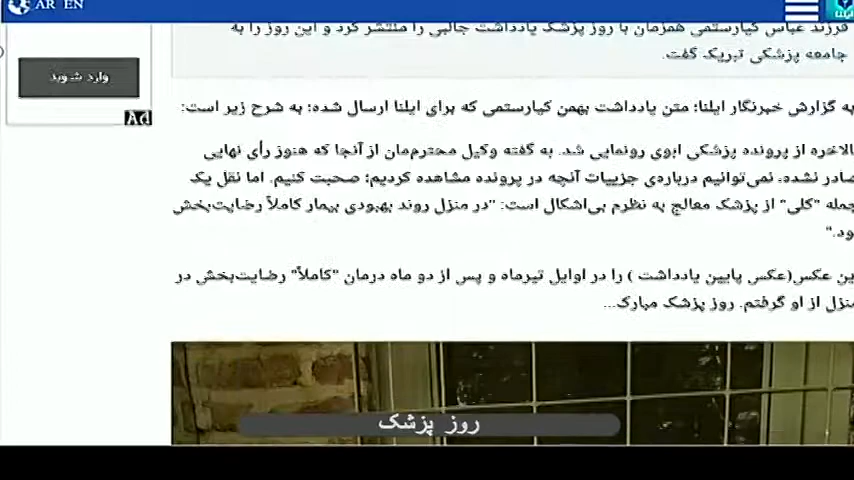 AR EN
فرزند عباس کیارستمی همزمان با روز پزشک یادداشت جالبی را منتشر کرد و این روز را به
جامعه پزشکی تبریک گفت.
وارد شوید
Ad
به گزارش خبرنگار ایلنا؛ متن یادداشت بهمن کیارستمی که برای ایلنا ارسال شده؛ به شرح زیر است:
بالاخره از پرونده پزشکی ابوی رونمایی شد. به گفته وکیل محترم‌مان از آنجا که هنوز رأی نهایی
صادر نشده، نمی‌توانیم درباره‌ی جزییات آنچه در پرونده مشاهده کردیم؛ صحبت کنیم. اما نقل یک
جمله "کلی" از پزشک معالج به نظرم بی‌اشکال است: "در منزل روند بهبودی بیمار کاملاً رضایت‌بخش
بود."
این عکس(عکس پایین یادداشت ) را در اوایل تیرماه و پس از دو ماه درمان "کاملاً" رضایت‌بخش در
منزل از او گرفتم. روز پزشک مبارک...
روز پزشک